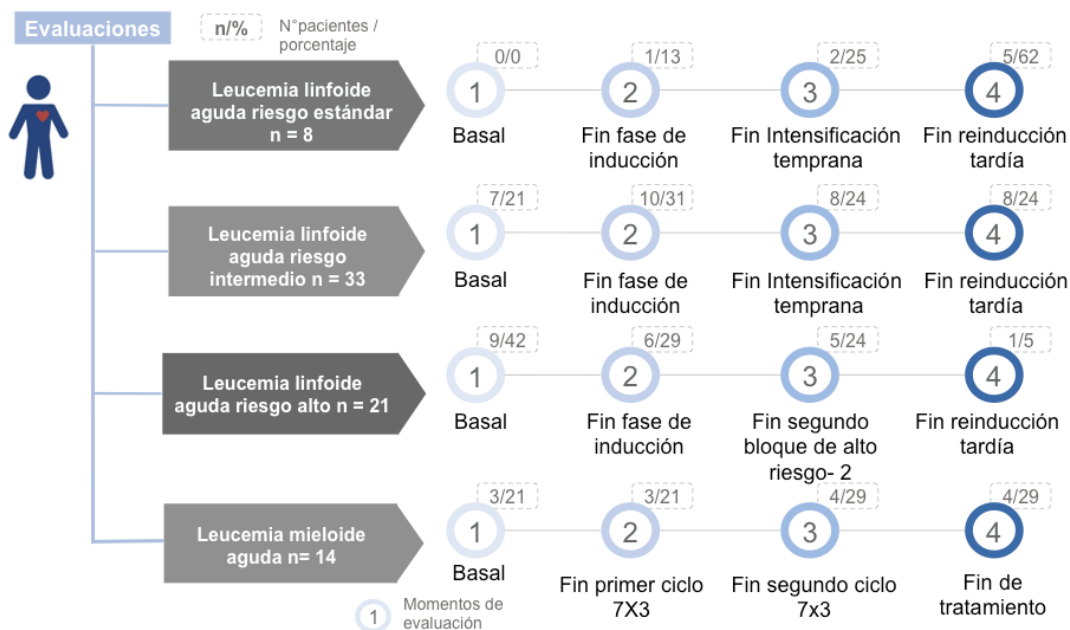 Evaluaciones
n/%
N°pacientes /
porcentaje
Leucemia linfoide
aguda riesgo estándar
n = 8
0/0
1/13
2/25
5/62
1
2
3
4
Basal
Fin fase de
inducción
Fin Intensificación
temprana
Fin reinducción
tardía
Leucemia linfoide
aguda riesgo
intermedio n = 33
7/21
10/31
8/24
8/24
1
2
3
4
Basal
Fin fase de
inducción
Fin Intensificación
temprana
Fin reinducción
tardía
Leucemia linfoide
aguda riesgo alto n = 21
9/42
6/29
5/24
1/5
1
2
3
4
Basal
Fin fase de
inducción
Fin segundo
bloque de alto
riesgo- 2
Fin reinducción
tardía
Leucemia mieloide
aguda n= 14
3/21
3/21
4/29
4/29
1
2
3
4
Basal
Fin primer ciclo
7X3
Fin segundo ciclo
7x3
Fin de
tratamiento
1
Momentos de
evaluación